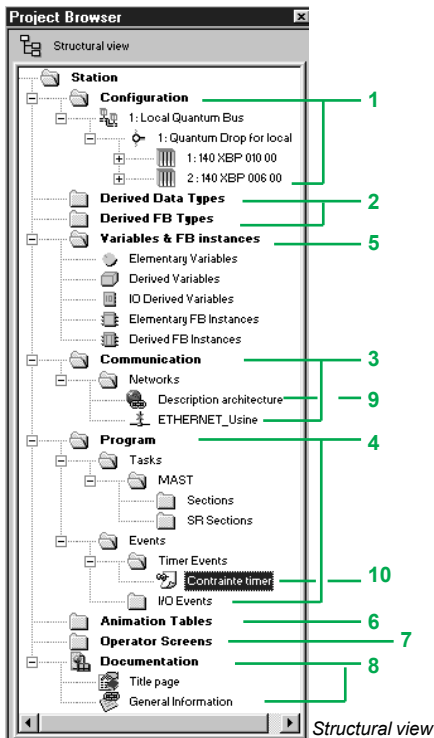 Project Browser
Structural view
Station
Configuration 1
1: Local Quantum Bus
1: Quantum Drop for local
1: 140 XBP 010 00
2: 140 XBP 006 00
Derived Data Types 2
Derived FB Types
Variables & FB instances 5
Elementary Variables
Derived Variables
IO Derived Variables
Elementary FB Instances
Derived FB Instances
Communication 3
Networks
Description architecture 9
ETHERNET_Usine
Program 4
Tasks
MAST
Sections
SR Sections
Events
Timer Events
Contrainte timer 10
I/O Events
Animation Tables 6
Operator Screens 7
Documentation 8
Title page
General Information
Structural view